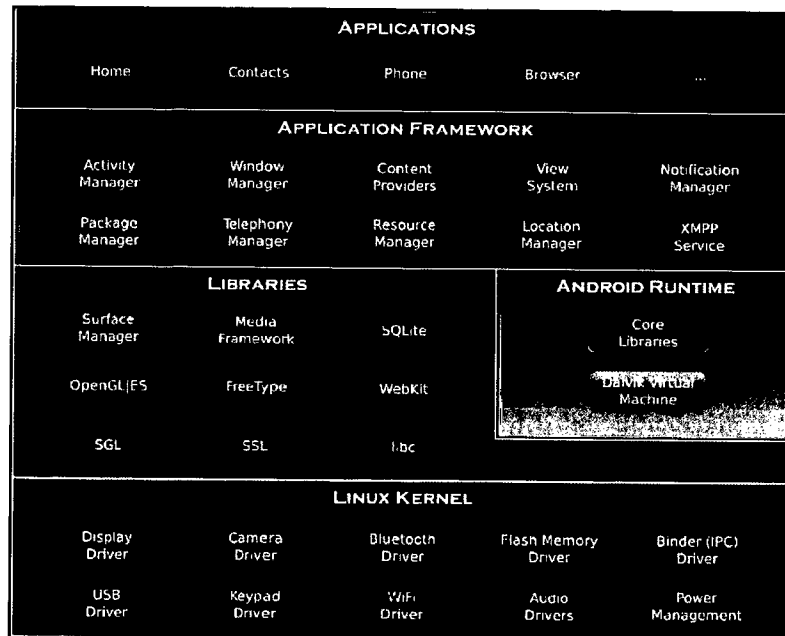 APPLICATIONS
Home Contacts Phone Browser ...
APPLICATION FRAMEWORK
Activity Window Content View Notification
Manager Manager Providers System Manager
Package Telephony Resource Location XMPP
Manager Manager Manager Manager Service
LIBRARIES ANDROID RUNTIME
Surface Media SQLite Core
Manager Framework Libraries
OpenGL|ES FreeType WebKit Dalvik Virtual
Machine
SGL SSL libc
LINUX KERNEL
Display Camera Bluetooth Flash Memory Binder (IPC)
Driver Driver Driver Driver Driver
USB Keypad WiFi Audio Power
Driver Driver Driver Drivers Management